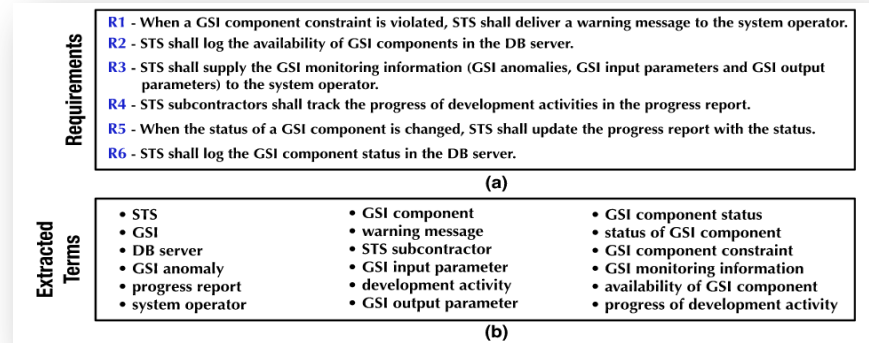 Requirements
R1 - When a GSI component constraint is violated, STS shall deliver a warning message to the system operator.
R2 - STS shall log the availability of GSI components in the DB server.
R3 - STS shall supply the GSI monitoring information (GSI anomalies, GSI input parameters and GSI output
parameters) to the system operator.
R4 - STS subcontractors shall track the progress of development activities in the progress report.
R5 - When the status of a GSI component is changed, STS shall update the progress report with the status.
R6 - STS shall log the GSI component status in the DB server.
(a)
Extracted
Terms
• STS
• GSI
• DB server
• GSI anomaly
• progress report
• system operator
• GSI component
• warning message
• STS subcontractor
• GSI input parameter
• development activity
• GSI output parameter
• GSI component status
• status of GSI component
• GSI component constraint
• GSI monitoring information
• availability of GSI component
• progress of development activity
(b)